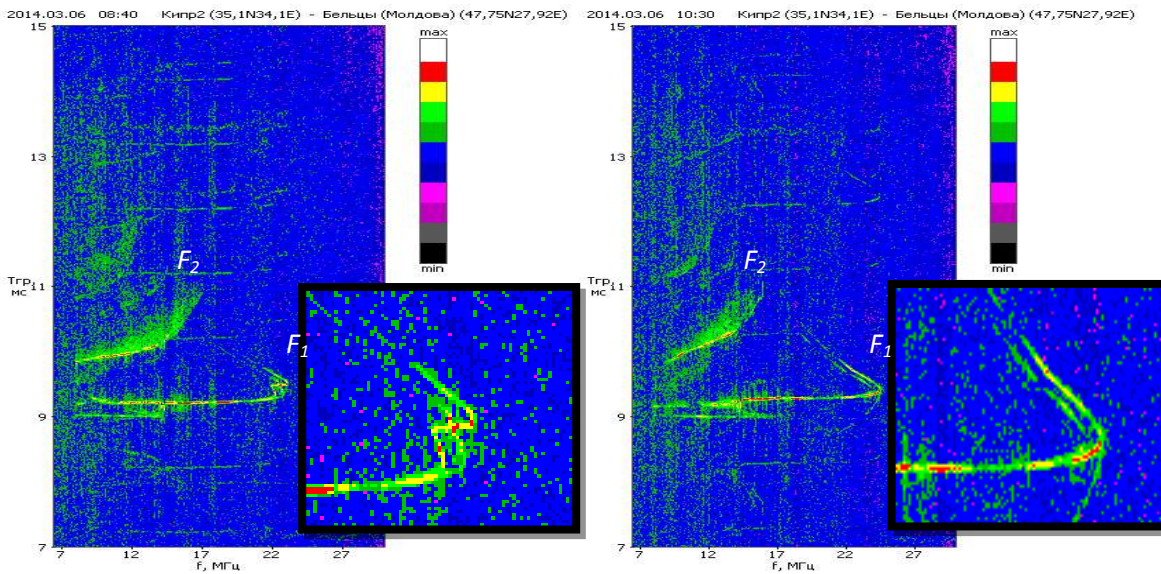 2014.03.06 08:40 Кипр2 (35,1N34,1E) - Бельцы (Молдова) (47,75N27,92E)
15
13
11
9
7
Тгр
мс
7 12 17 22 27
f, МГц
max
min
F2
F1
2014.03.06 10:30 Кипр2 (35,1N34,1E) - Бельцы (Молдова) (47,75N27,92E)
15
13
11
9
7
Тгр
мс
7 12 17 22 27
f, МГц
max
min
F2
F1